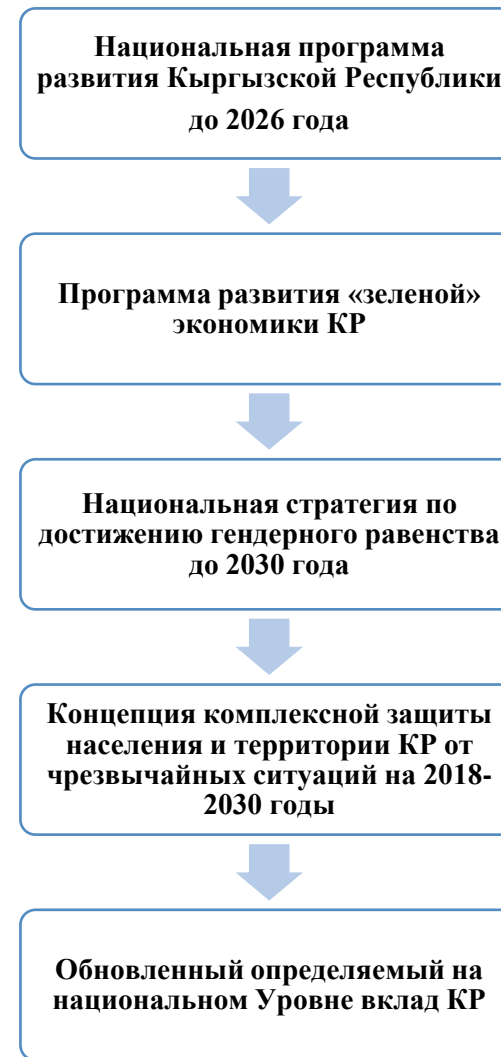 Национальная программа
развития Кыргызской Республики
до 2026 года
Программа развития «зеленой»
экономики КР
Национальная стратегия по
достижению гендерного равенства
до 2030 года
Концепция комплексной защиты
населения и территории КР от
чрезвычайных ситуаций на 2018-
2030 годы
Обновленный определяемый на
национальном Уровне вклад КР